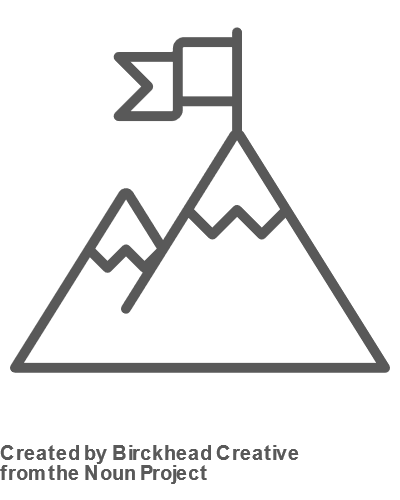 Created by Birckhead Creative
from the Noun Project